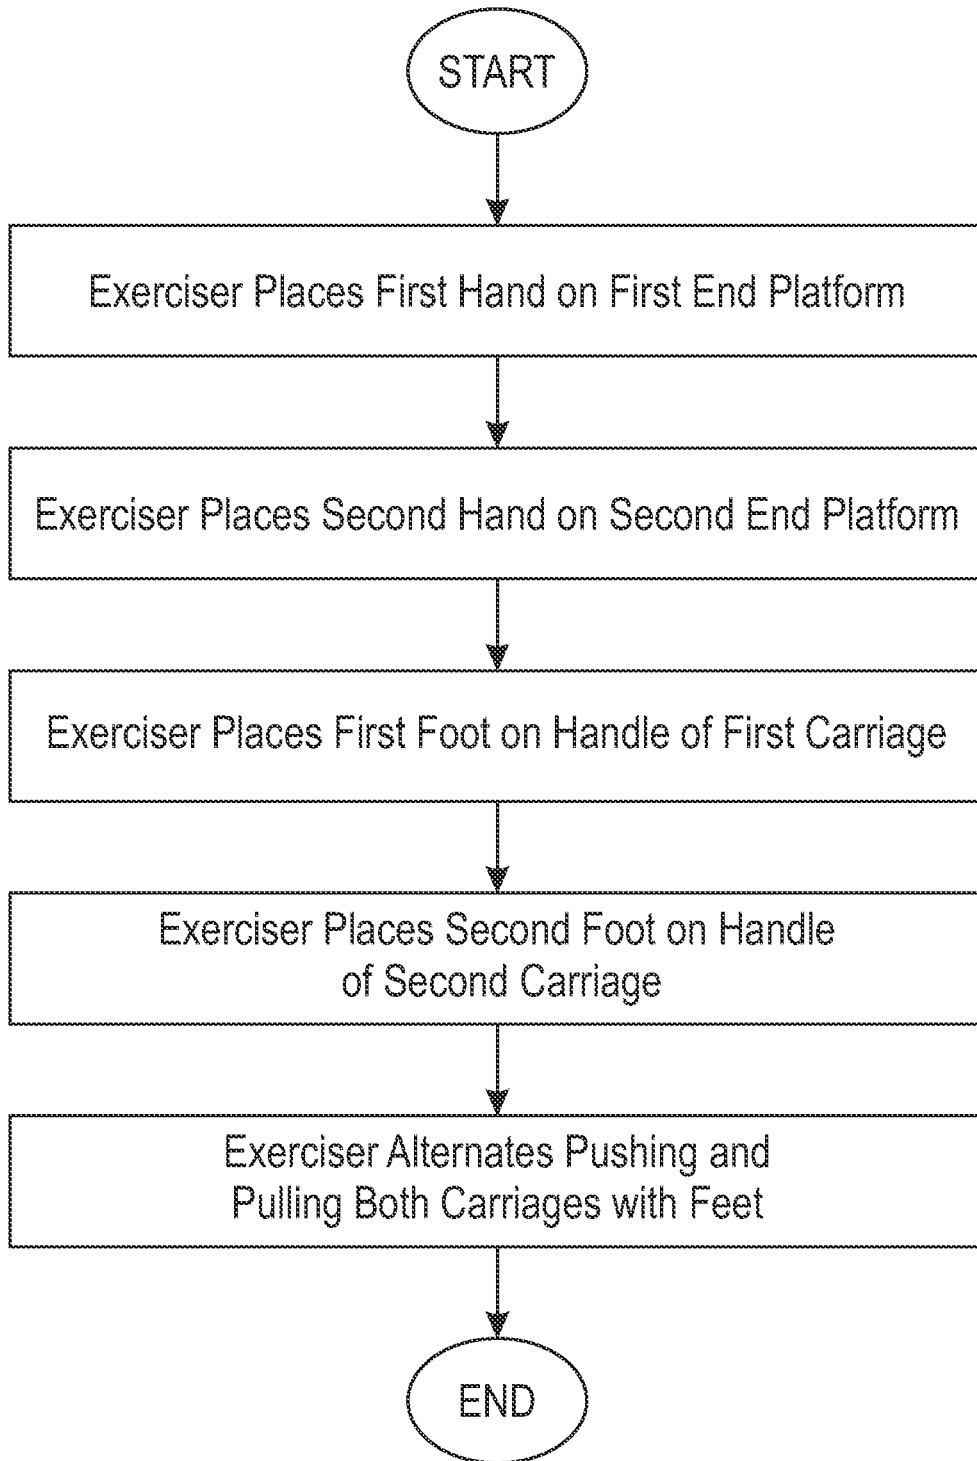 START
Exerciser Places First Hand on First End Platform
Exerciser Places Second Hand on Second End Platform
Exerciser Places First Foot on Handle of First Carriage
Exerciser Places Second Foot on Handle
of Second Carriage
Exerciser Alternates Pushing and
Pulling Both Carriages with Feet
END